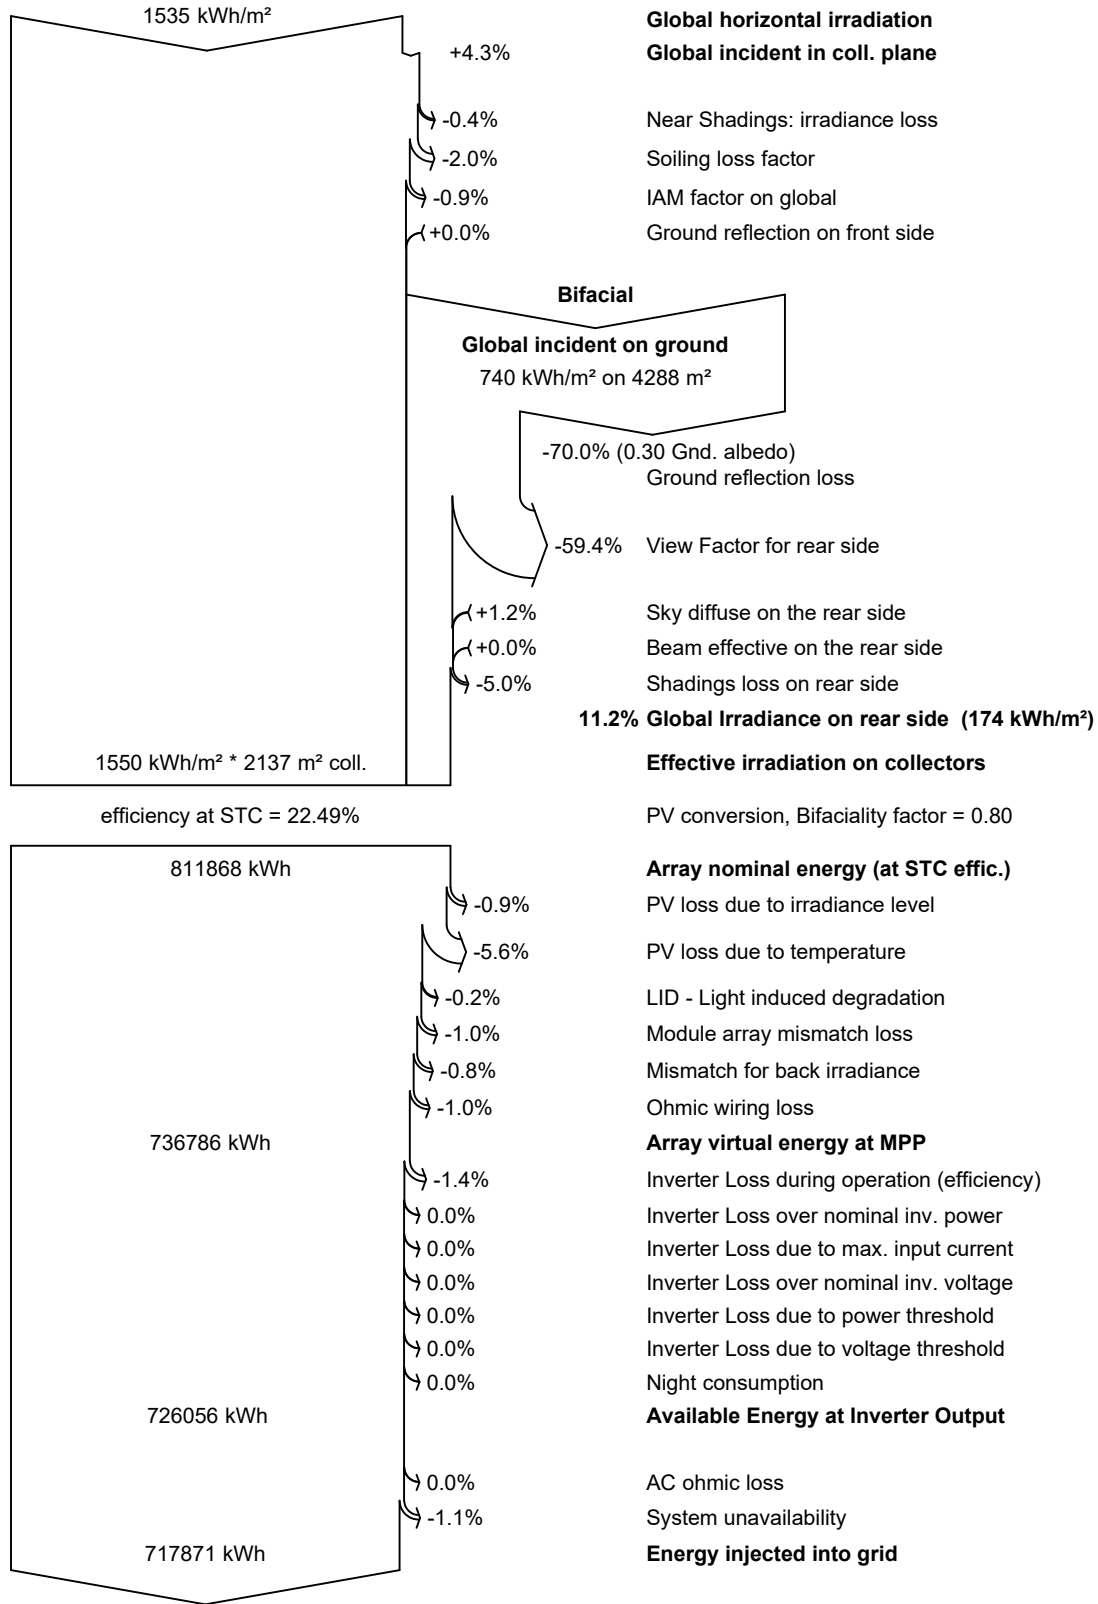 1535 kWh/m² Global horizontal irradiation
+4.3% Global incident in coll. plane
-0.4% Near Shadings: irradiance loss
-2.0% Soiling loss factor
-0.9% IAM factor on global
+0.0% Ground reflection on front side
Bifacial
Global incident on ground
740 kWh/m² on 4288 m²
-70.0% (0.30 Gnd. albedo)
Ground reflection loss
-59.4% View Factor for rear side
+1.2% Sky diffuse on the rear side
+0.0% Beam effective on the rear side
-5.0% Shadings loss on rear side
11.2% Global Irradiance on rear side (174 kWh/m²)
1550 kWh/m² * 2137 m² coll. Effective irradiation on collectors
efficiency at STC = 22.49% PV conversion, Bifaciality factor = 0.80
811868 kWh Array nominal energy (at STC effic.)
-0.9% PV loss due to irradiance level
-5.6% PV loss due to temperature
-0.2% LID - Light induced degradation
-1.0% Module array mismatch loss
-0.8% Mismatch for back irradiance
-1.0% Ohmic wiring loss
736786 kWh Array virtual energy at MPP
-1.4% Inverter Loss during operation (efficiency)
0.0% Inverter Loss over nominal inv. power
0.0% Inverter Loss due to max. input current
0.0% Inverter Loss over nominal inv. voltage
0.0% Inverter Loss due to power threshold
0.0% Inverter Loss due to voltage threshold
0.0% Night consumption
726056 kWh Available Energy at Inverter Output
0.0% AC ohmic loss
-1.1% System unavailability
717871 kWh Energy injected into grid